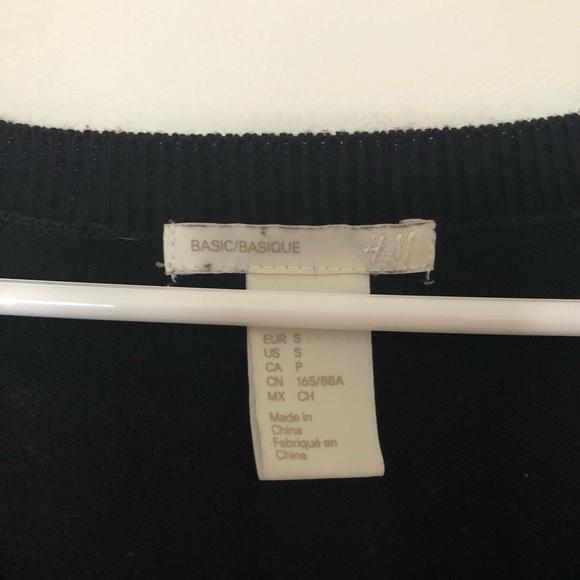 BASIC/BASIQUE H&M
EUR S
US S
CA P
CN 165/88A
MX CH
Made in
China
Fabriqué en
Chine